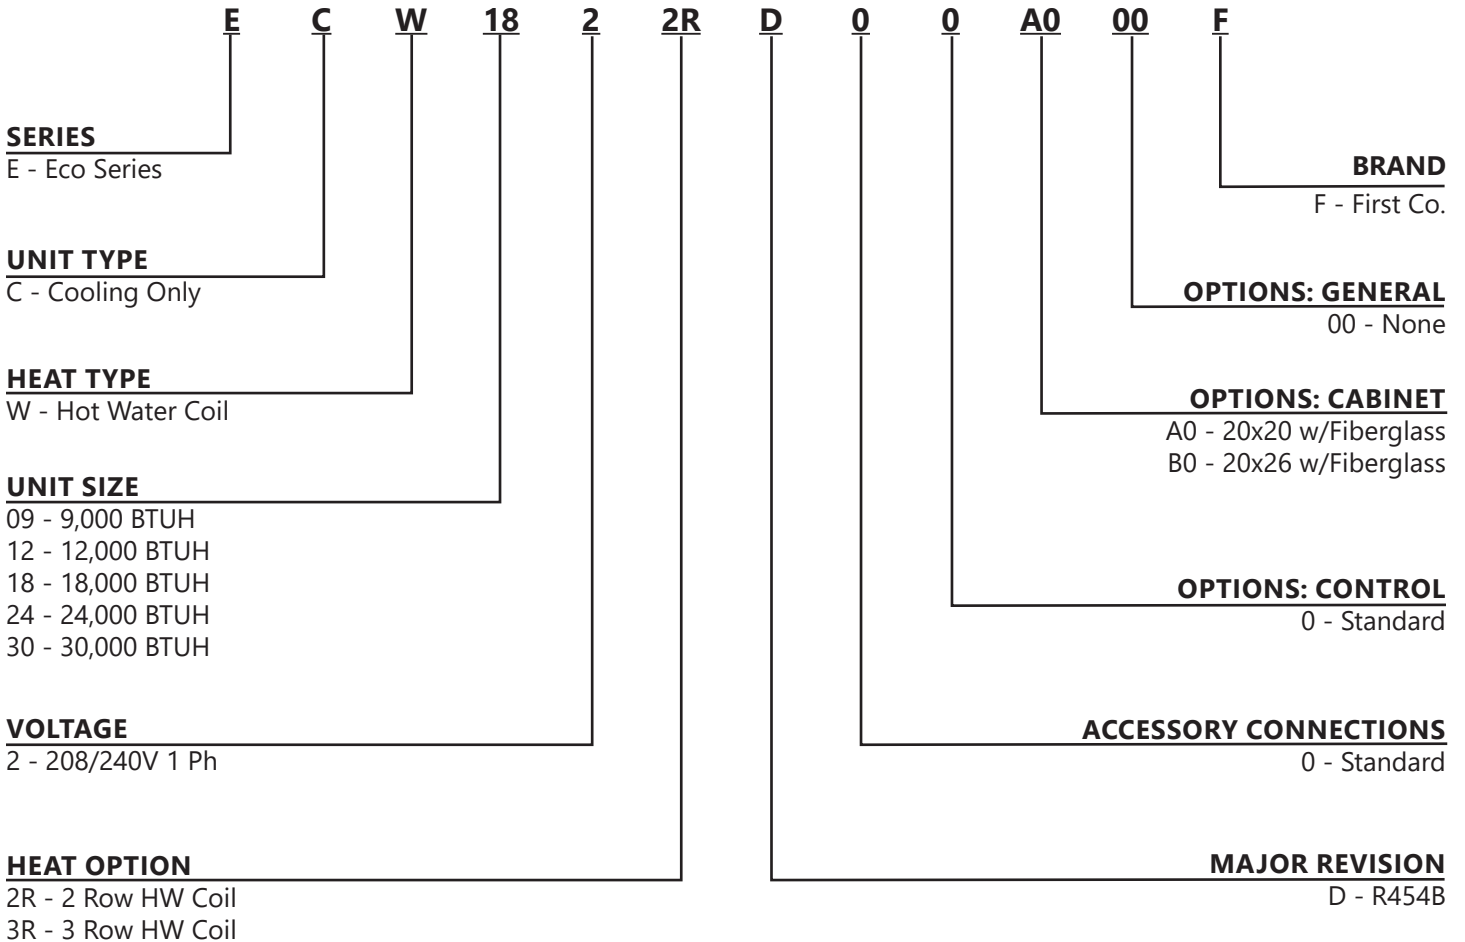 E C W 18 2 2R D 0 0 A0 00 F
SERIES
E - Eco Series
UNIT TYPE
C - Cooling Only
HEAT TYPE
W - Hot Water Coil
UNIT SIZE
09 - 9,000 BTUH
12 - 12,000 BTUH
18 - 18,000 BTUH
24 - 24,000 BTUH
30 - 30,000 BTUH
VOLTAGE
2 - 208/240V 1 Ph
HEAT OPTION
2R - 2 Row HW Coil
3R - 3 Row HW Coil
BRAND
F - First Co.
OPTIONS: GENERAL
00 - None
OPTIONS: CABINET
A0 - 20x20 w/Fiberglass
B0 - 20x26 w/Fiberglass
OPTIONS: CONTROL
0 - Standard
ACCESSORY CONNECTIONS
0 - Standard
MAJOR REVISION
D - R454B